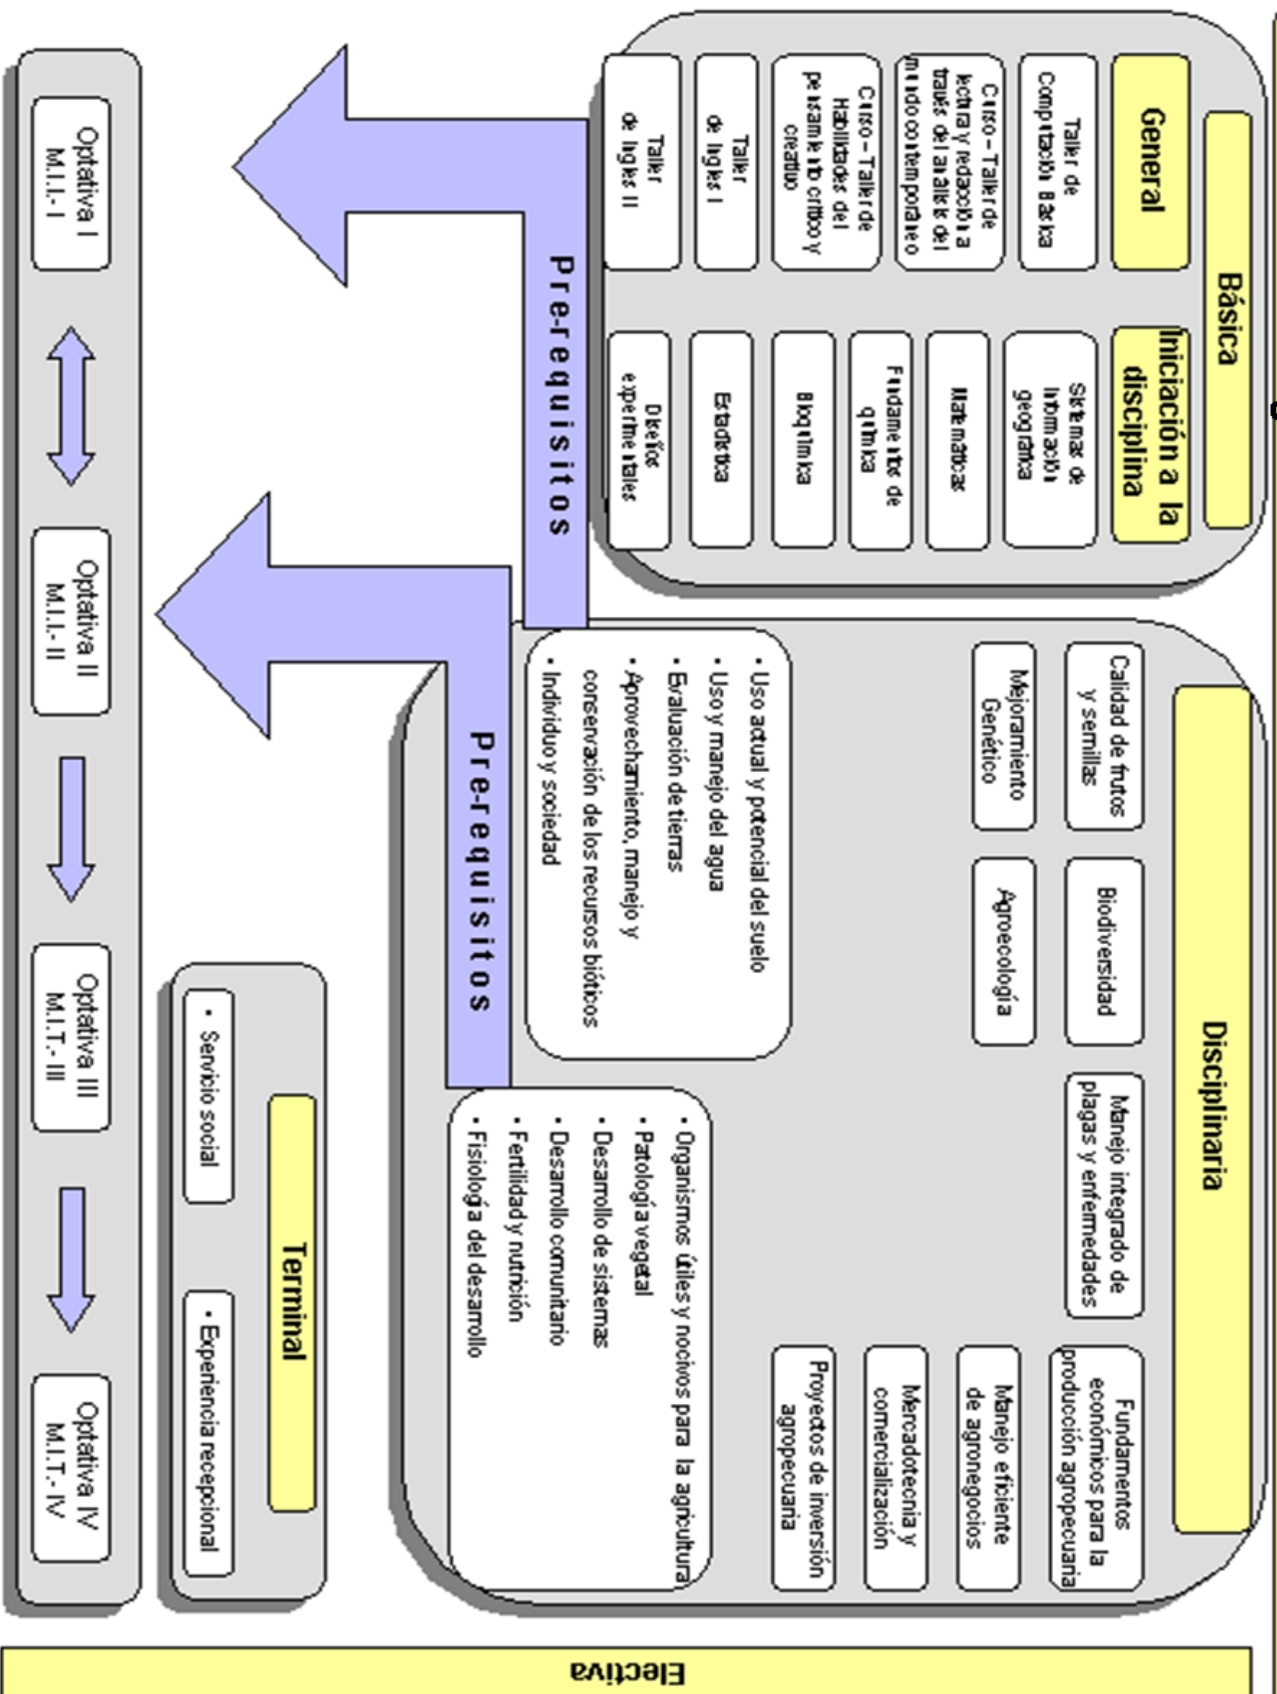 Básica
General
Taller de
Computación Básica
Curso – Taller de
lectura y redacción a
través del análisis del
mundo contemporáneo
Curso – Taller de
Habilidades del
pensamiento crítico y
creativo
Taller
de Ingles I
Taller
de Ingles II
Iniciación a la
disciplina
Sistemas de
Información
geográfica
Matemáticas
Fundamentos de
química
Bioquímica
Estadística
Diseños
experimentales
Disciplinaria
Calidad de frutos
y semillas
Mejoramiento
Genético
Biodiversidad
Agroecología
Manejo integrado de
plagas y enfermedades
Fundamentos
económicos para la
producción agropecuaria
Manejo eficiente
de agronegocios
Mercadotecnia y
comercialización
Proyectos de inversión
agropecuaria
• Uso actual y potencial del suelo
• Uso y manejo del agua
• Evaluación de tierras
• Aprovechamiento, manejo y
conservación de los recursos bióticos
• Individuo y sociedad
• Organismos útiles y nocivos para la agricultura
• Patología vegetal
• Desarrollo de sistemas
• Desarrollo comunitario
• Fertilidad y nutrición
• Fisiología del desarrollo
Pre-requisitos
Pre-requisitos
Terminal
• Servicio social
• Experiencia recepcional
Optativa I
M.I.I.- I
Optativa II
M.I.I.- II
Optativa III
M.I.T.- III
Optativa IV
M.I.T.- IV
Electiva